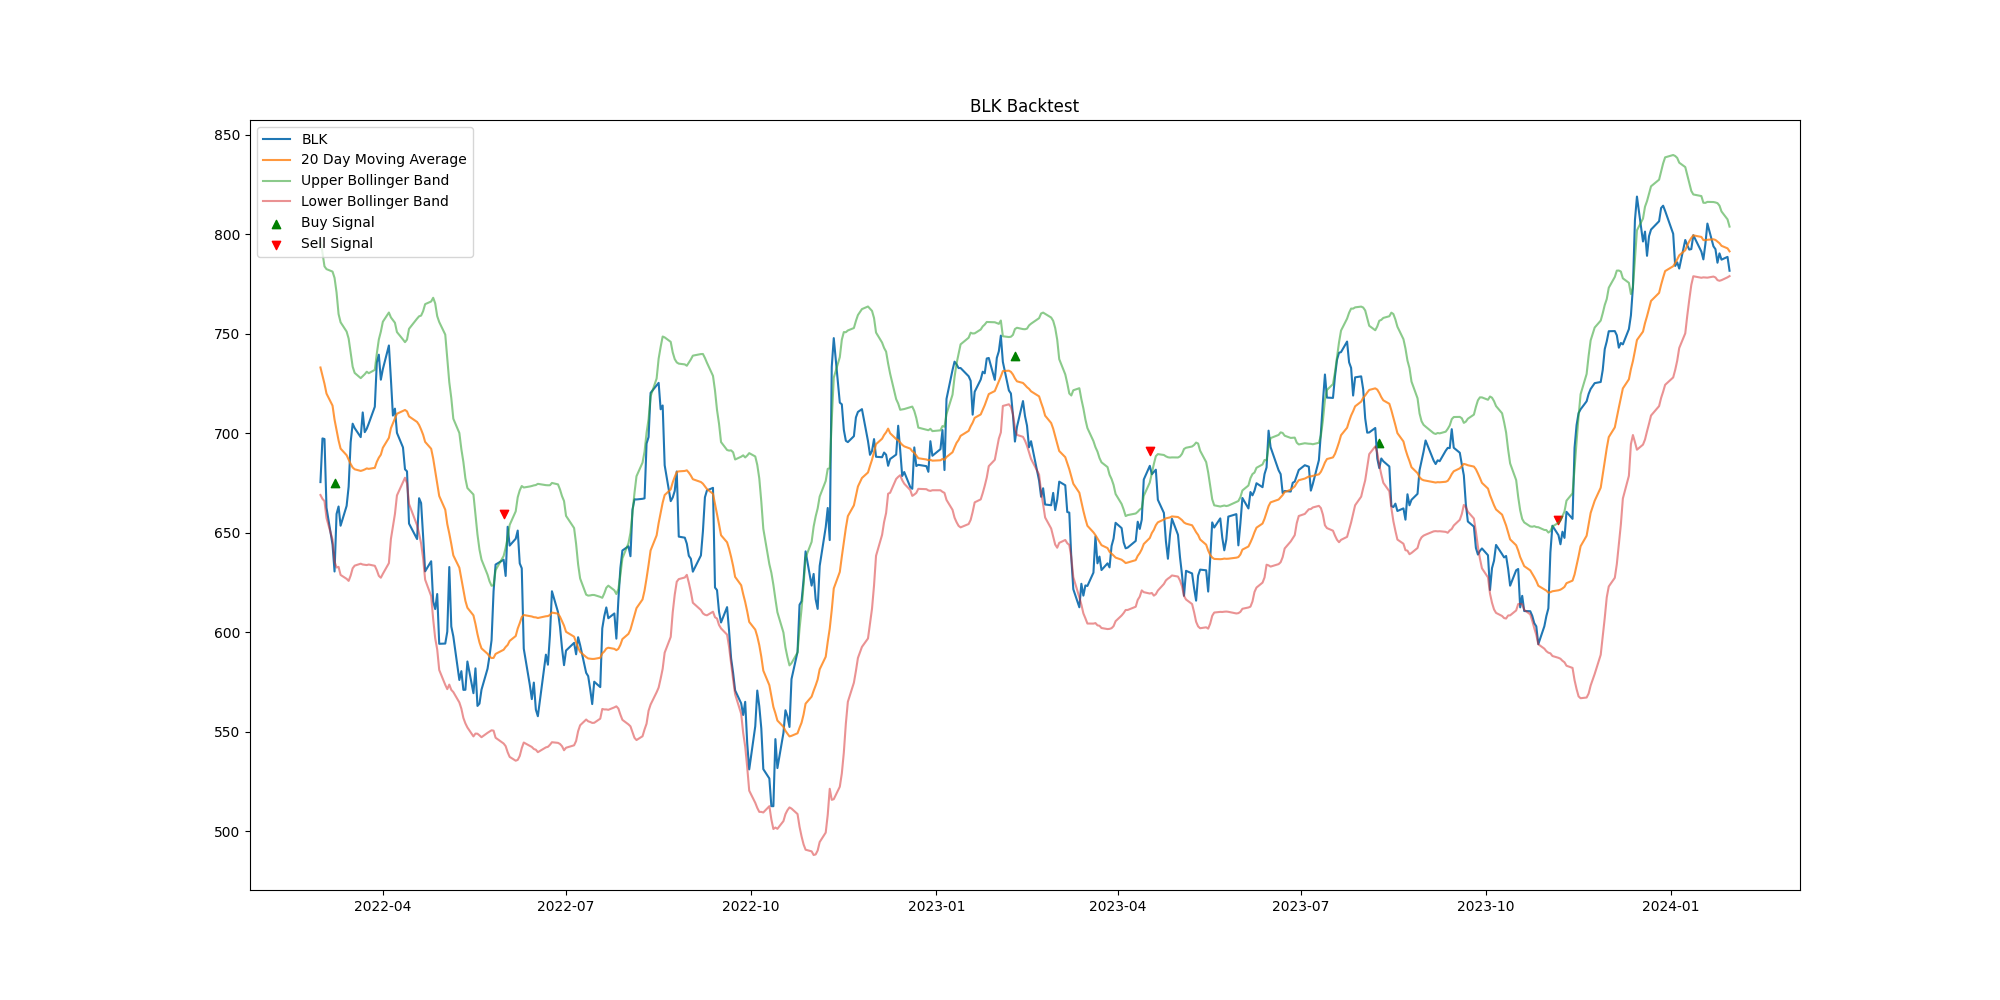 BLK Backtest
BLK
20 Day Moving Average
Upper Bollinger Band
Lower Bollinger Band
Buy Signal
Sell Signal
850
800
750
700
650
600
550
500
2022-04
2022-07
2022-10
2023-01
2023-04
2023-07
2023-10
2024-01